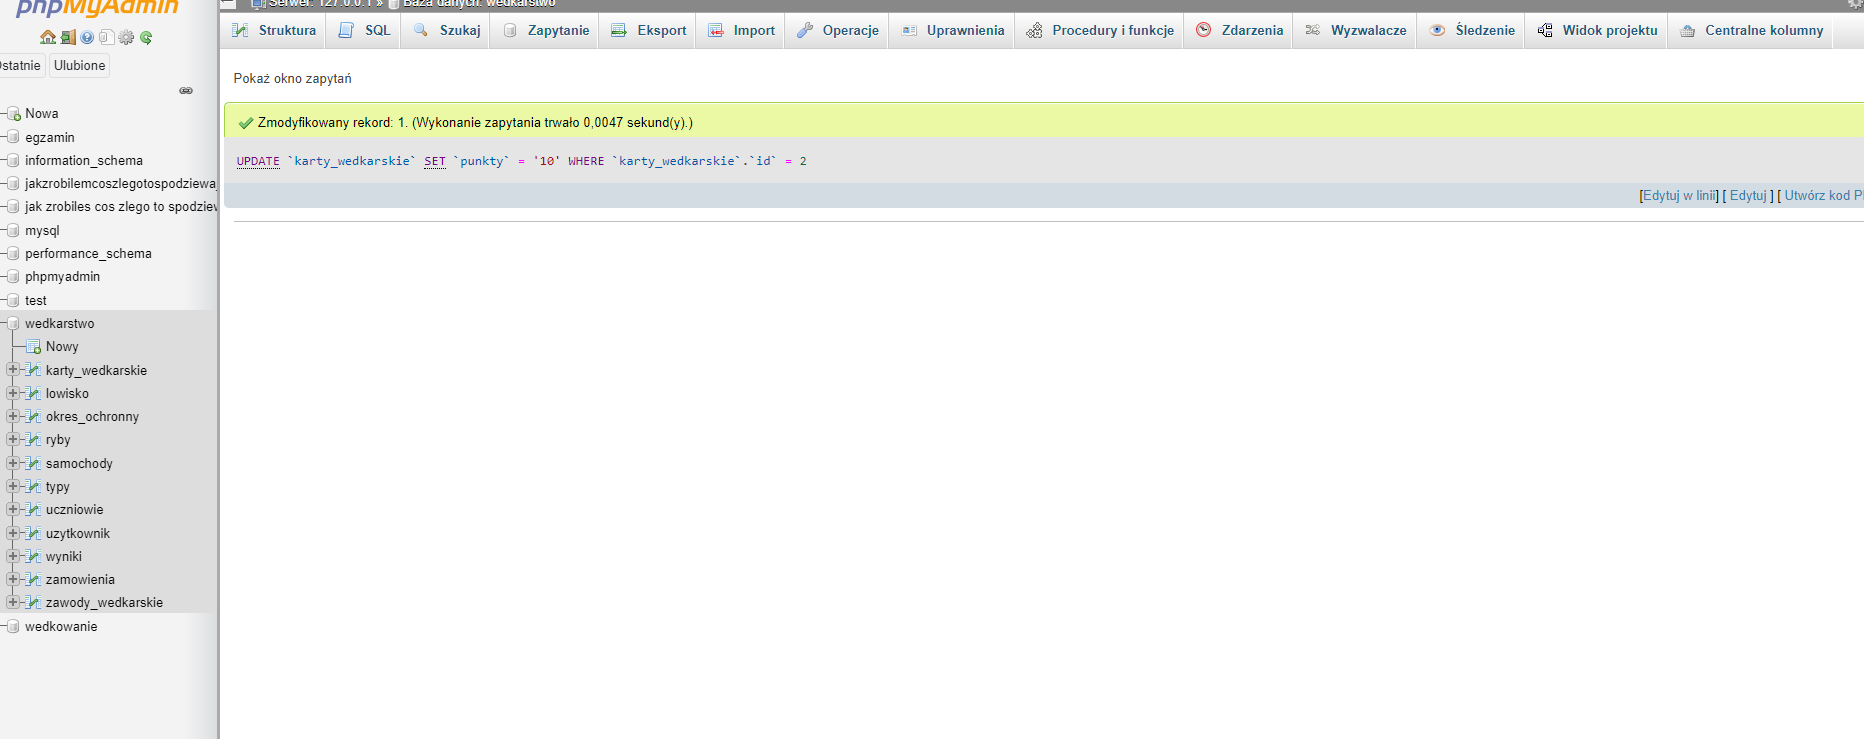 phpMyAdmin
Ostatnie Ulubione
Nowa
egzamin
information_schema
jakzrobilemcoszlegotospodziewaj
jak zrobiles cos zlego to spodziew
mysql
performance_schema
phpmyadmin
test
wedkarstwo
Nowy
karty_wedkarskie
lowisko
okres_ochronny
ryby
samochody
typy
uczniowie
uzytkownik
wyniki
zamowienia
zawody_wedkarskie
wedkowanie
Serwer: 127.0.0.1 » Baza danych: wedkarstwo
Struktura SQL Szukaj Zapytanie Eksport Import Operacje Uprawnienia Procedury i funkcje Zdarzenia Wyzwalacze Śledzenie Widok projektu Centralne kolumny
Pokaż okno zapytań
Zmodyfikowany rekord: 1. (Wykonanie zapytania trwało 0,0047 sekund(y).)
UPDATE `karty_wedkarskie` SET `punkty` = '10' WHERE `karty_wedkarskie`.`id` = 2
[Edytuj w linii] [ Edytuj ] [ Utwórz kod P